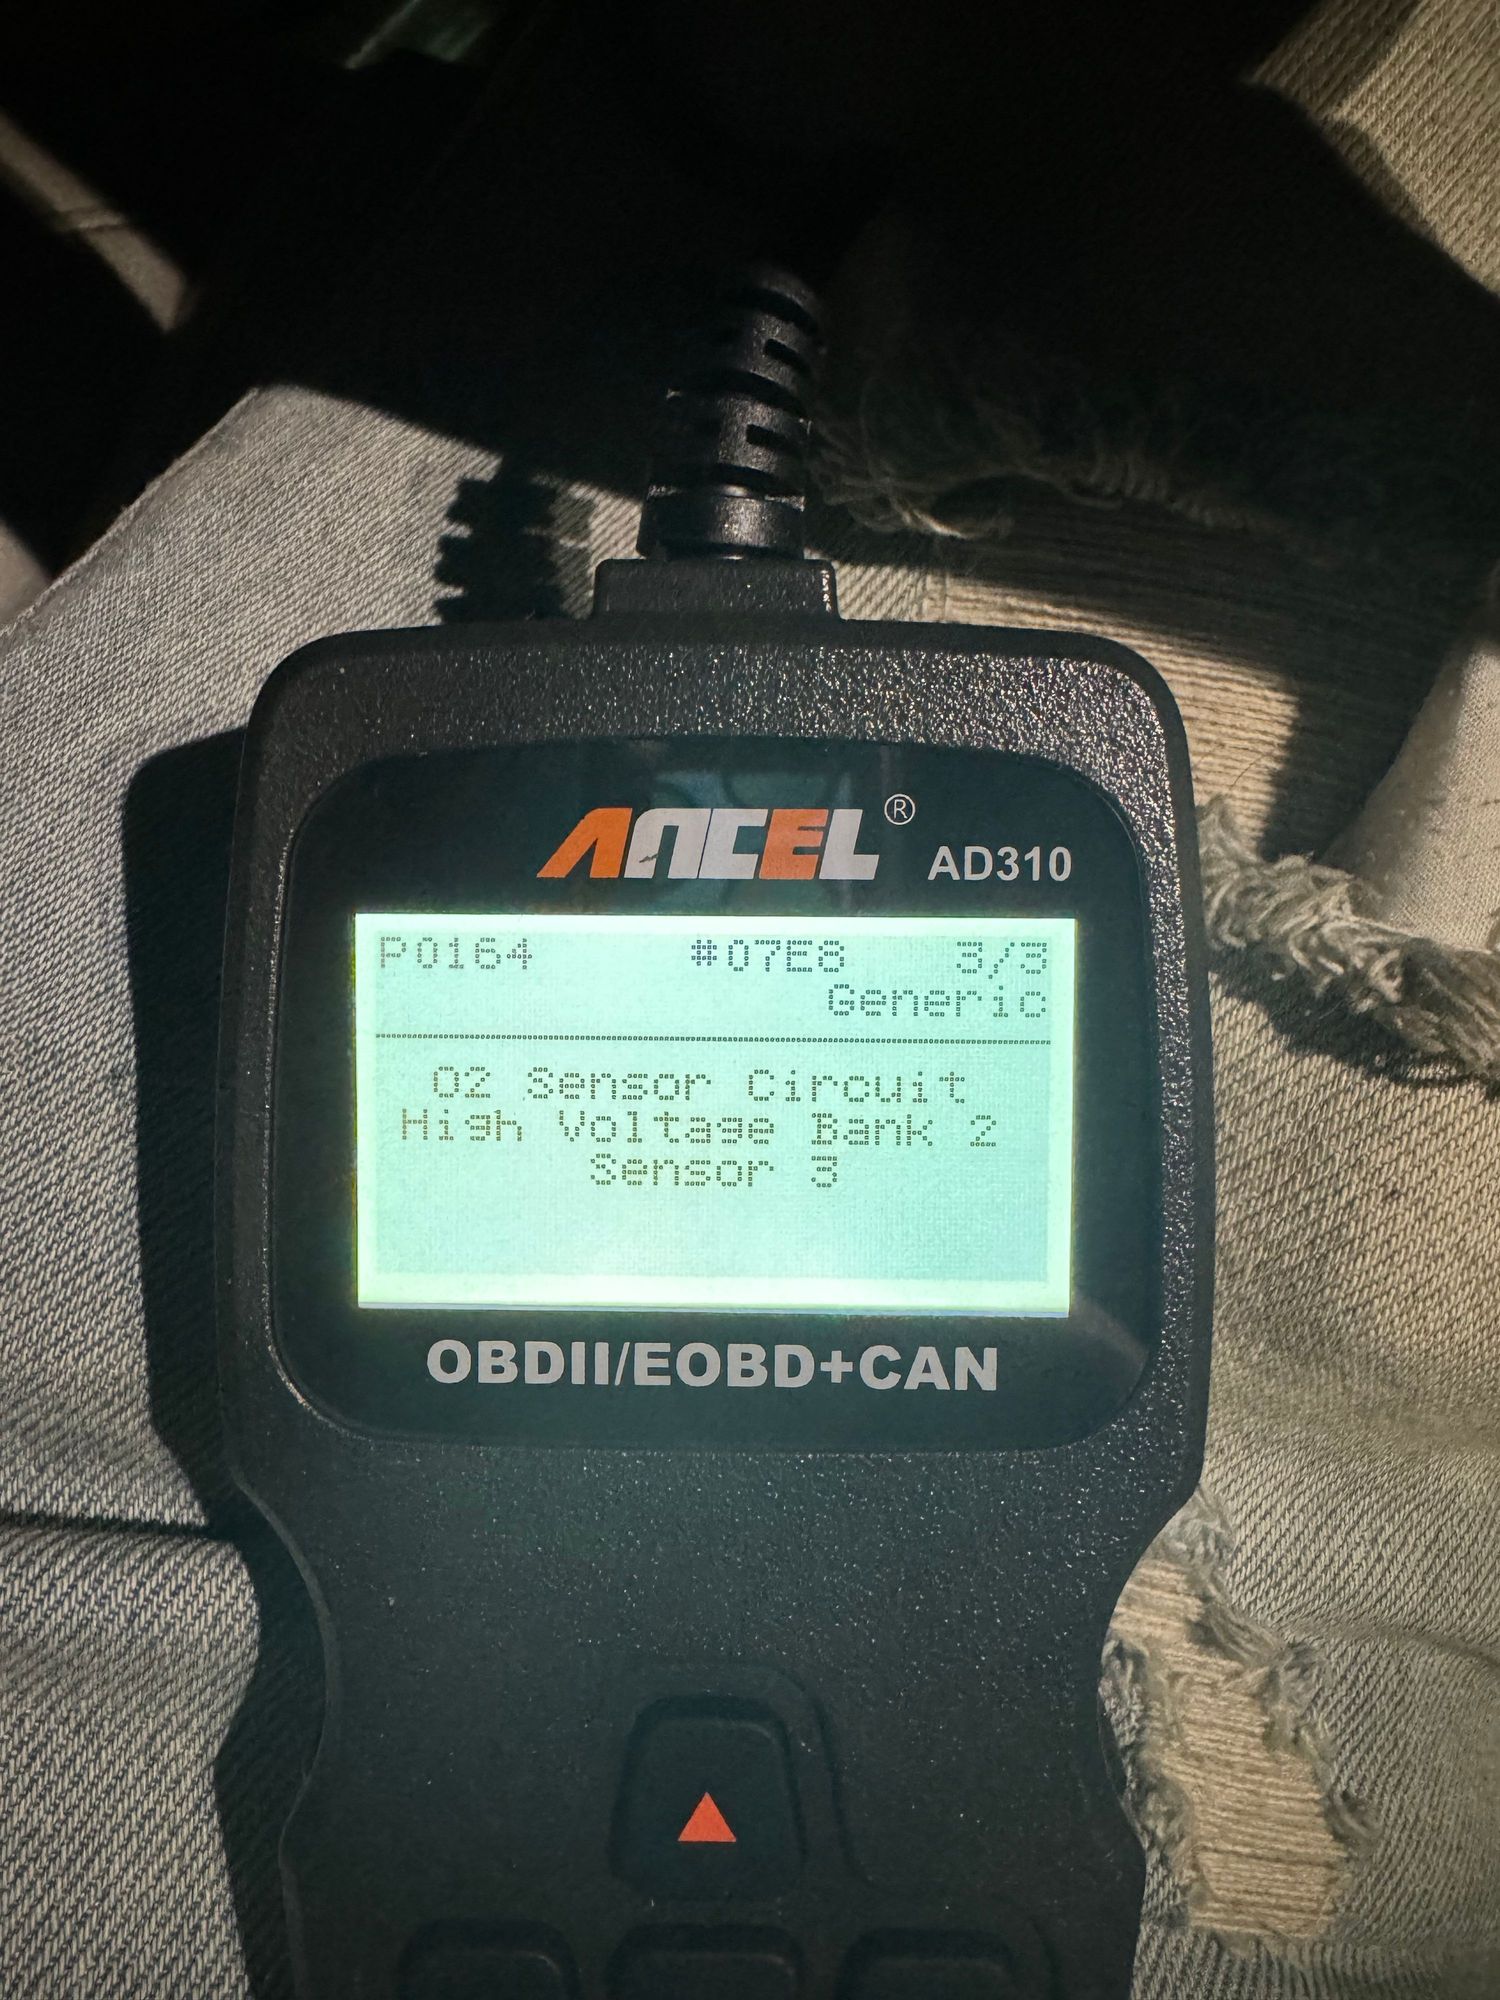 ANCEL®
AD310
P0164 #07E8 3/3
Generic
O2 Sensor Circuit
High Voltage Bank 2
Sensor 3
OBDII/EOBD+CAN